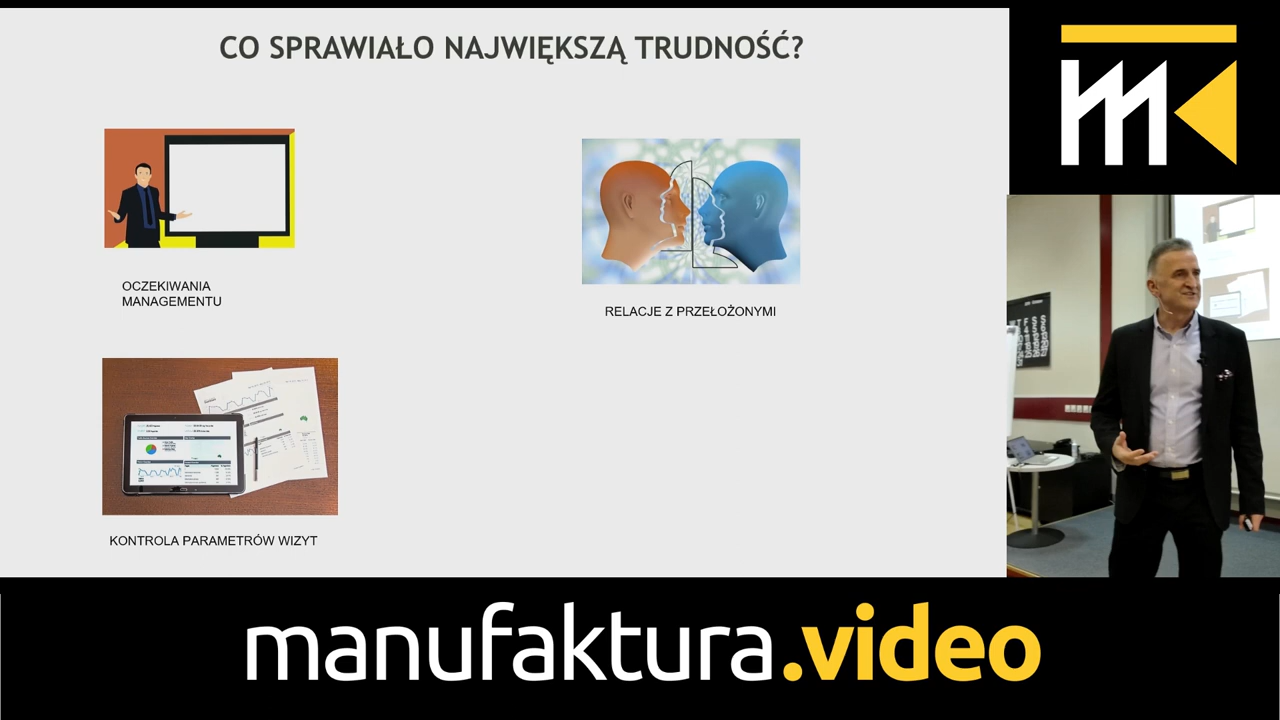 CO SPRAWIAŁO NAJWIĘKSZĄ TRUDNOŚĆ?
OCZEKIWANIA
MANAGEMENTU
RELACJE Z PRZEŁOŻONYMI
KONTROLA PARAMETRÓW WIZYT
manufaktura.video